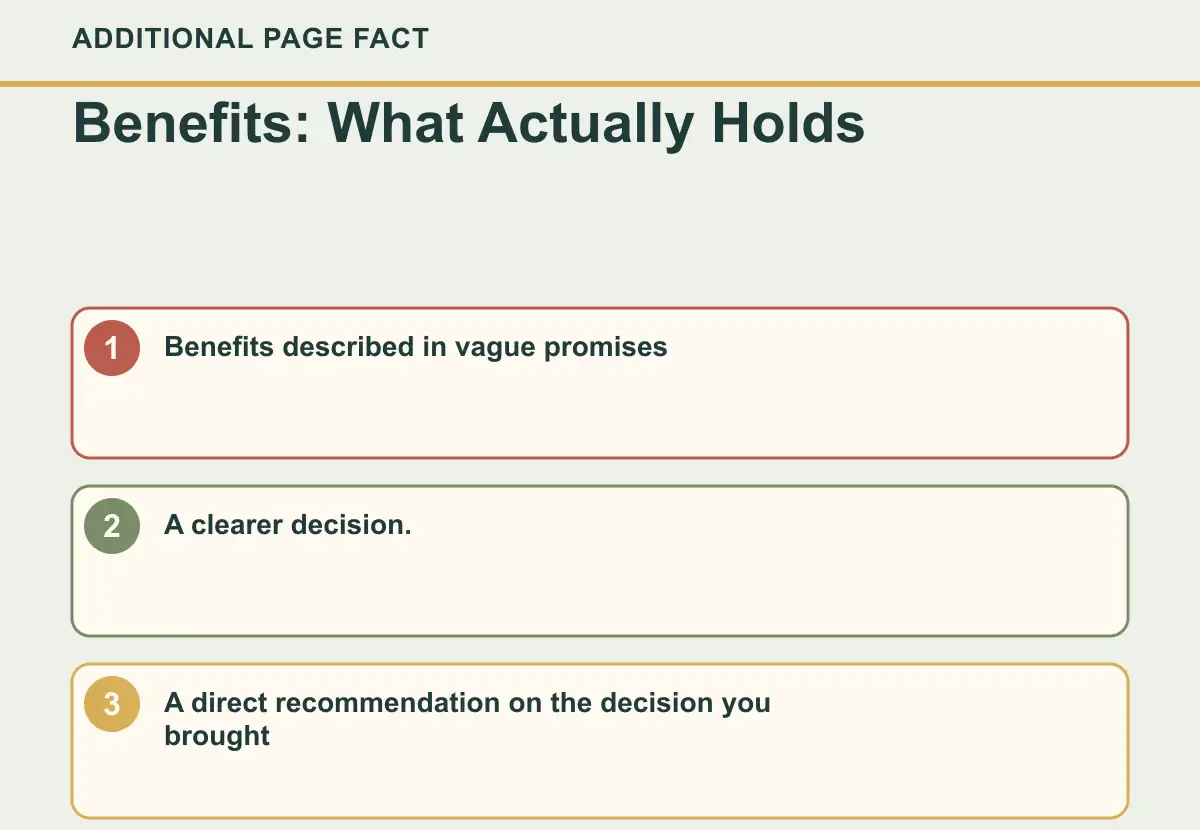 ADDITIONAL PAGE FACT
Benefits: What Actually Holds
1
Benefits described in vague promises
2
A clearer decision.
3
A direct recommendation on the decision you
brought